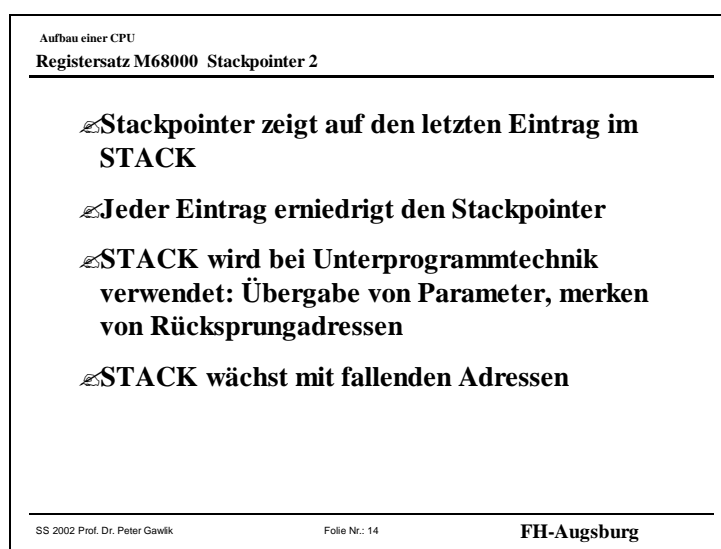 Aufbau einer CPU
Registersatz M68000 Stackpointer 2
Stackpointer zeigt auf den letzten Eintrag im
STACK
Jeder Eintrag erniedrigt den Stackpointer
STACK wird bei Unterprogrammtechnik
verwendet: Übergabe von Parameter, merken
von Rücksprungadressen
STACK wächst mit fallenden Adressen
SS 2002 Prof. Dr. Peter Gawlik Folie Nr.: 14 FH-Augsburg